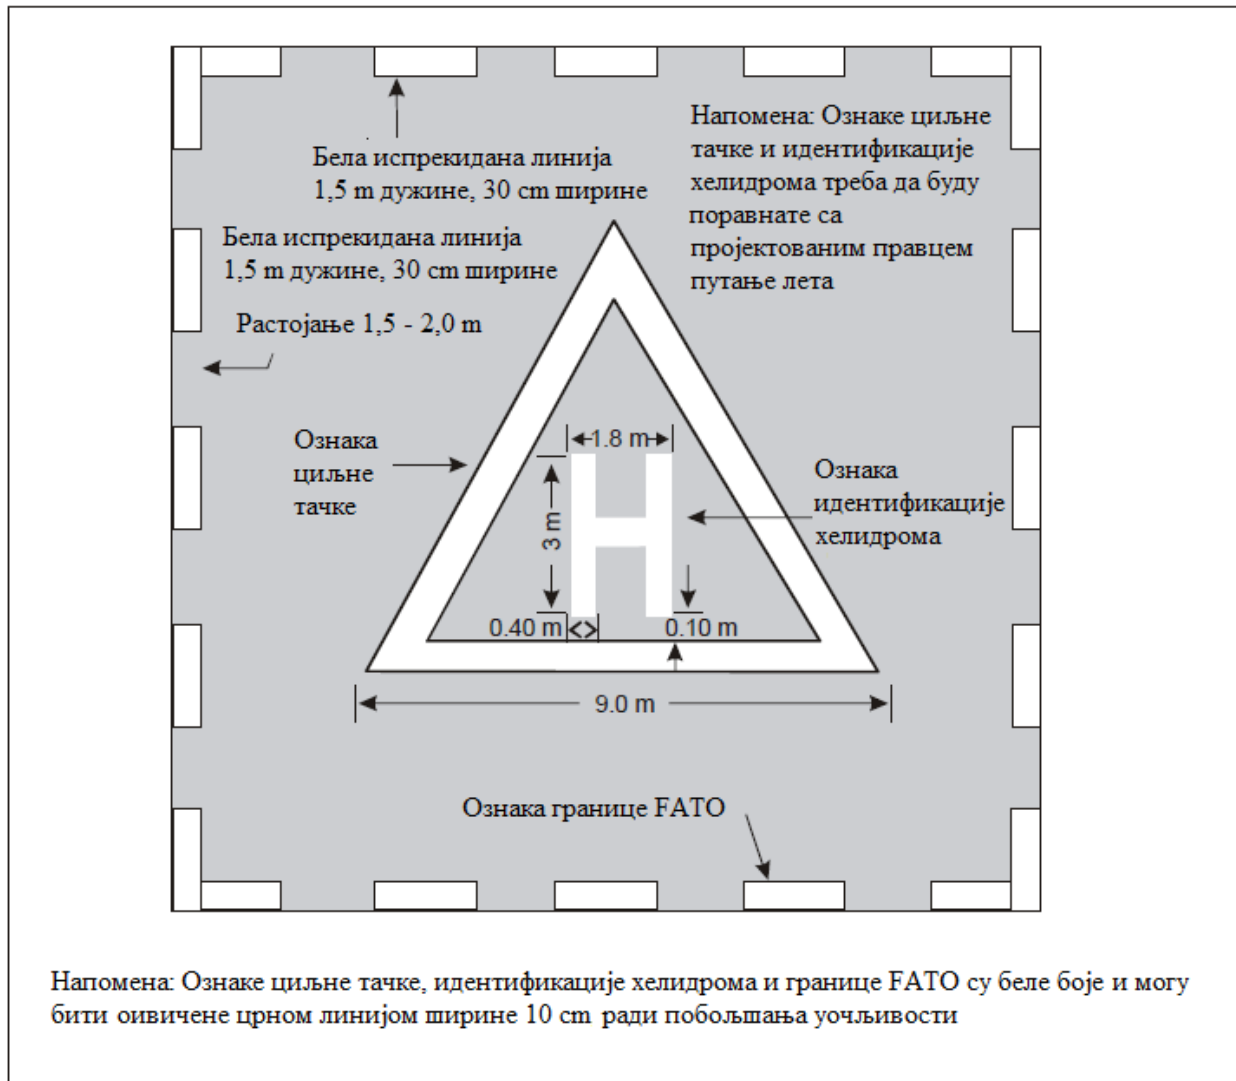 Напомена: Ознаке циљне
тачке и идентификације
хелидрома треба да буду
поравнате са
пројектованим правцем
путање лета
Бела испрекидана линија
1,5 m дужине, 30 cm ширине
Бела испрекидана линија
1,5 m дужине, 30 cm ширине
Растојање 1,5 - 2,0 m
Ознака
циљне
тачке
1.8 m
3 m
H
Ознака
идентификације
хелидрома
0.40 m
0.10 m
9.0 m
Ознака границе FATO
Напомена: Ознаке циљне тачке, идентификације хелидрома и границе FATO су беле боје и могу
бити оивичене црном линијом ширине 10 cm ради побољшања уочљивости